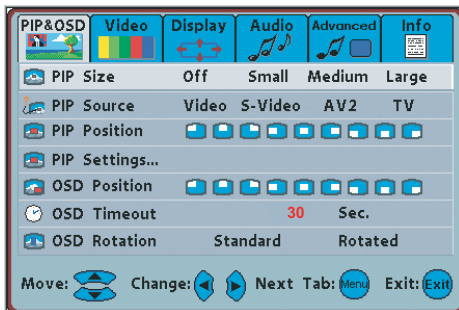 PIP&OSD Video Display Audio Advanced Info
PIP Size Off Small Medium Large
PIP Source Video S-Video AV2 TV
PIP Position
PIP Settings...
OSD Position
OSD Timeout 30 Sec.
OSD Rotation Standard Rotated
Move: Change: Next Tab: Menu Exit: Exit